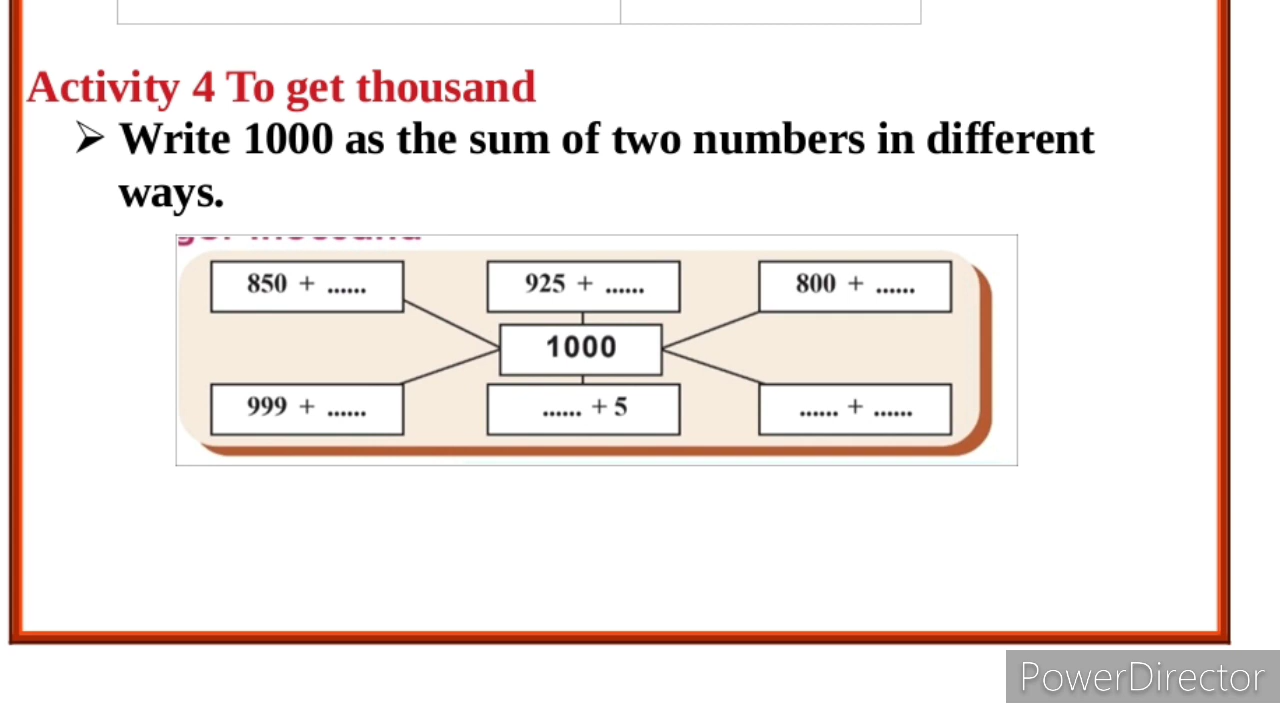 Activity 4 To get thousand
➢ Write 1000 as the sum of two numbers in different
ways.
850 + ...... 925 + ...... 800 + ......
1000
999 + ...... ...... + 5 ...... + ......
PowerDirector